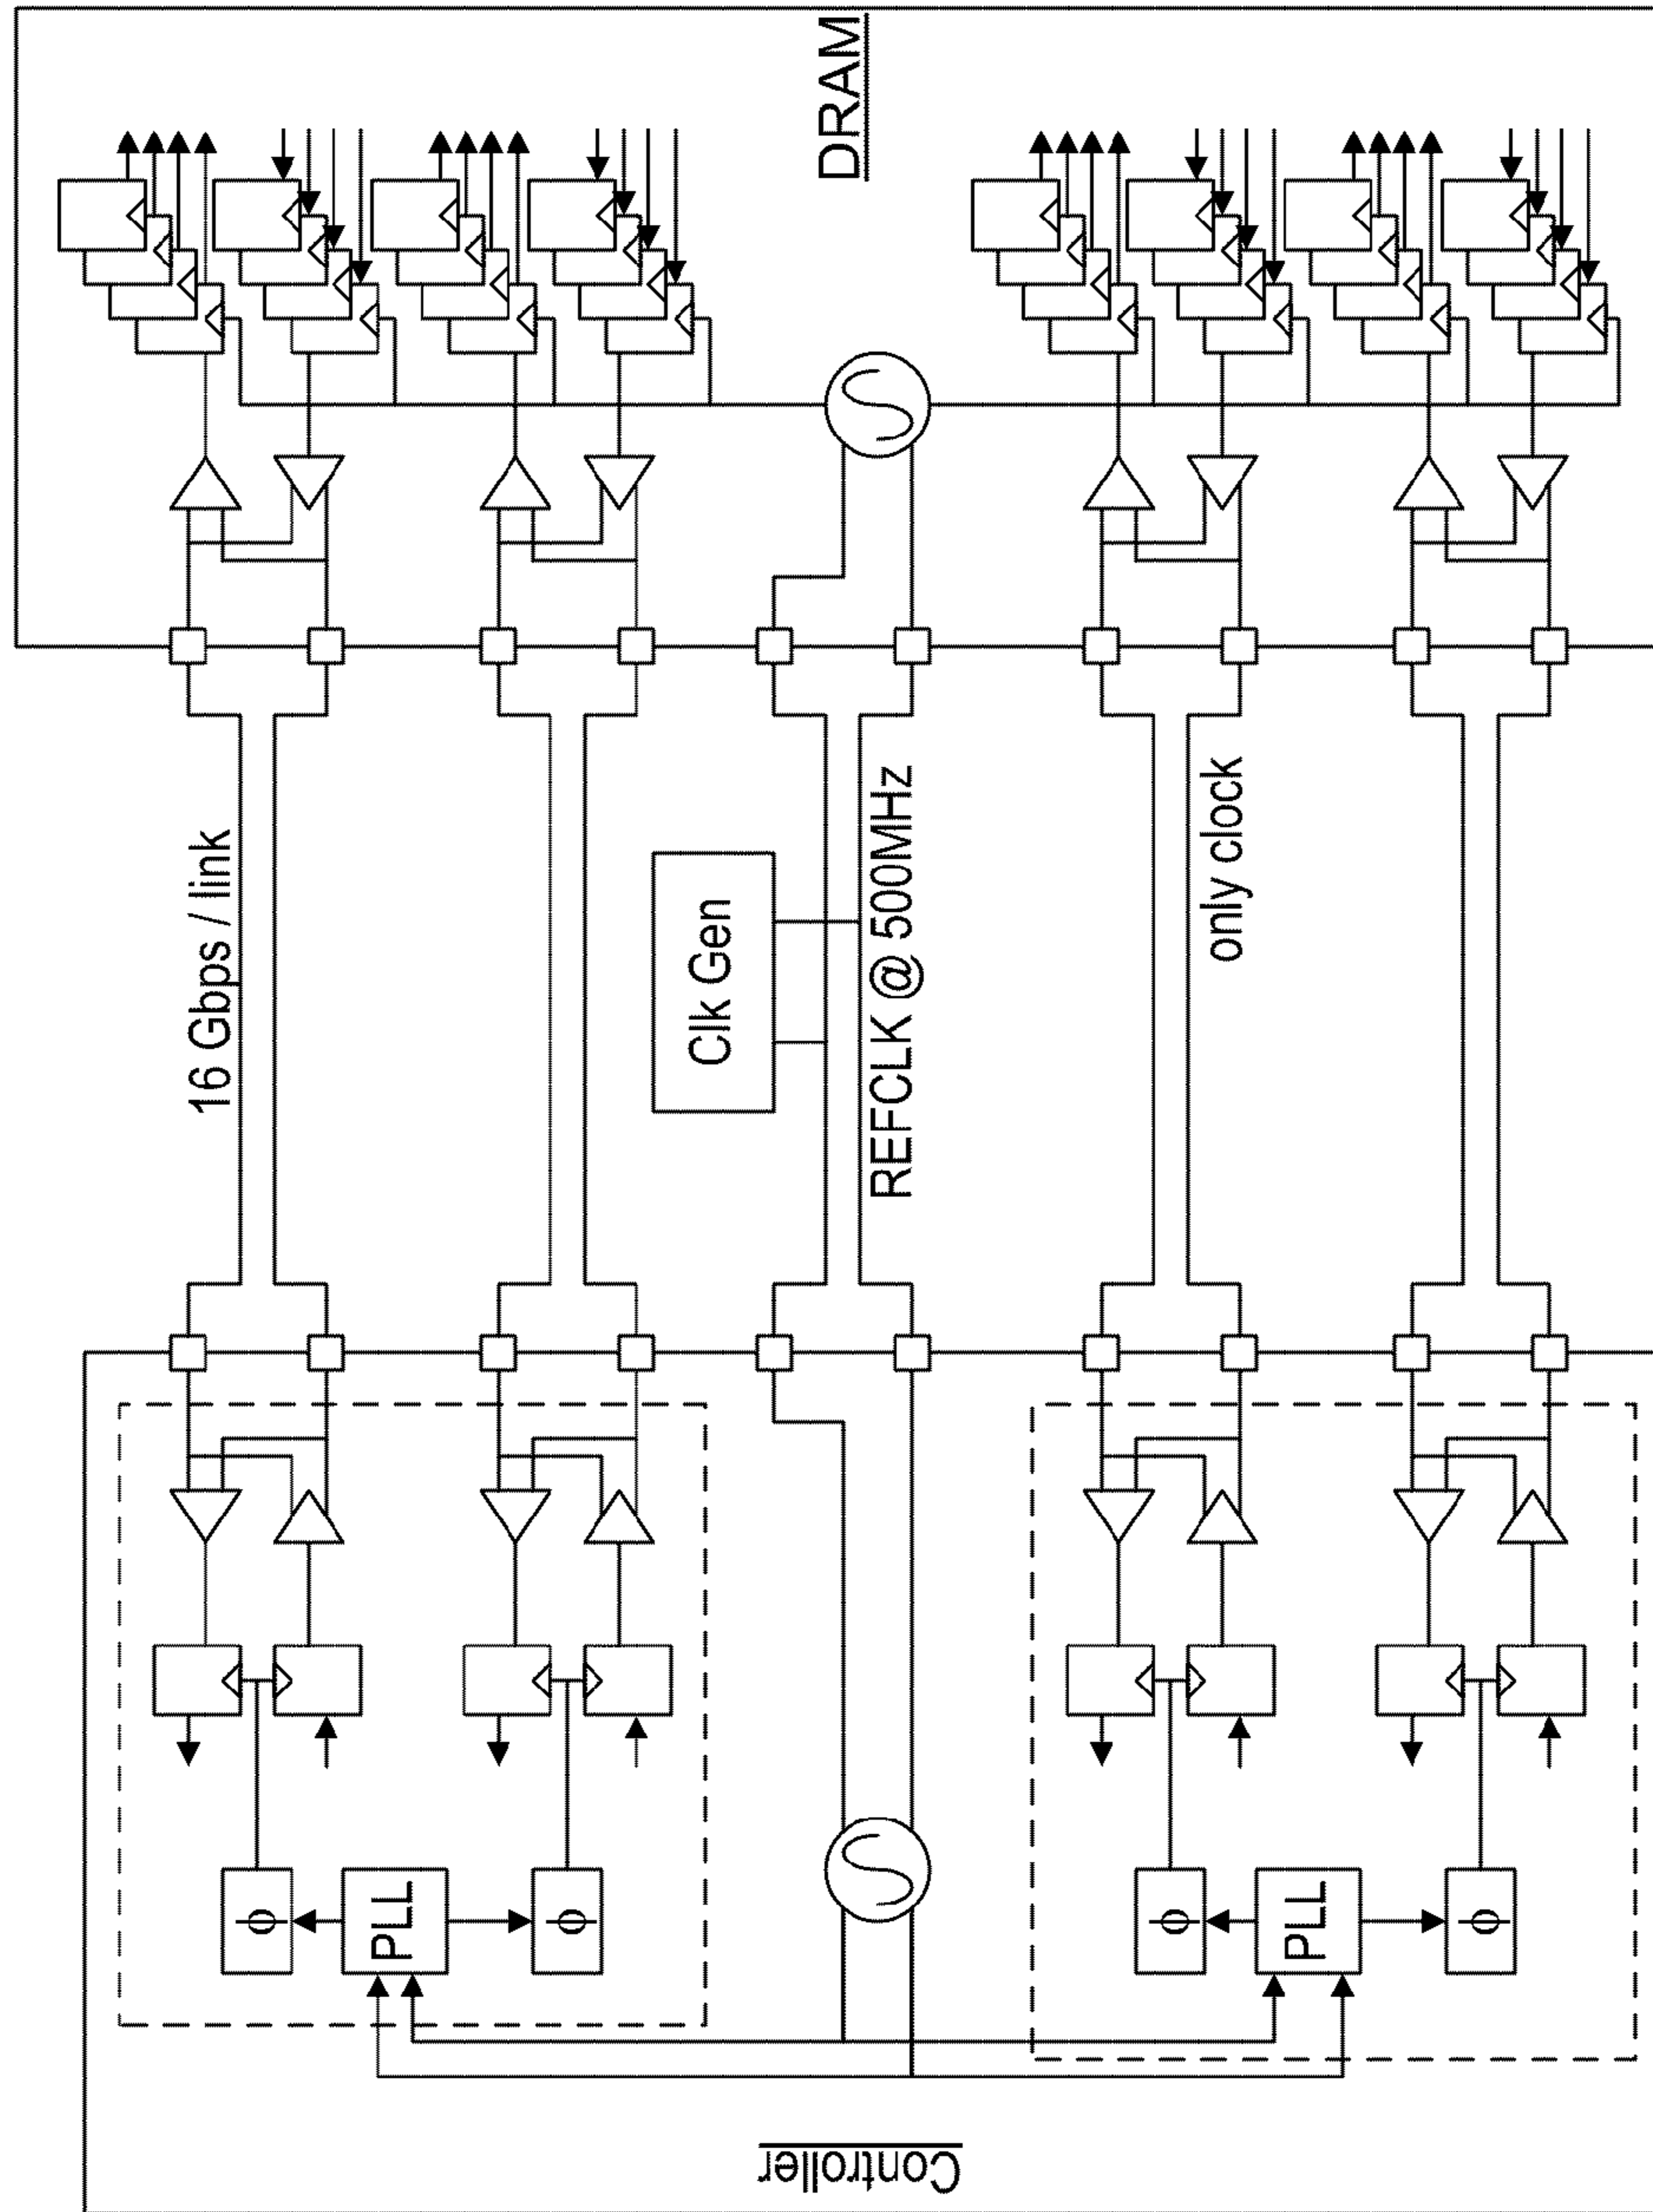 DRAM
16 Gbps / link
Clk Gen
REFCLK @ 500MHz
only clock
ϕ
PLL
ϕ
ϕ
PLL
ϕ
Controller